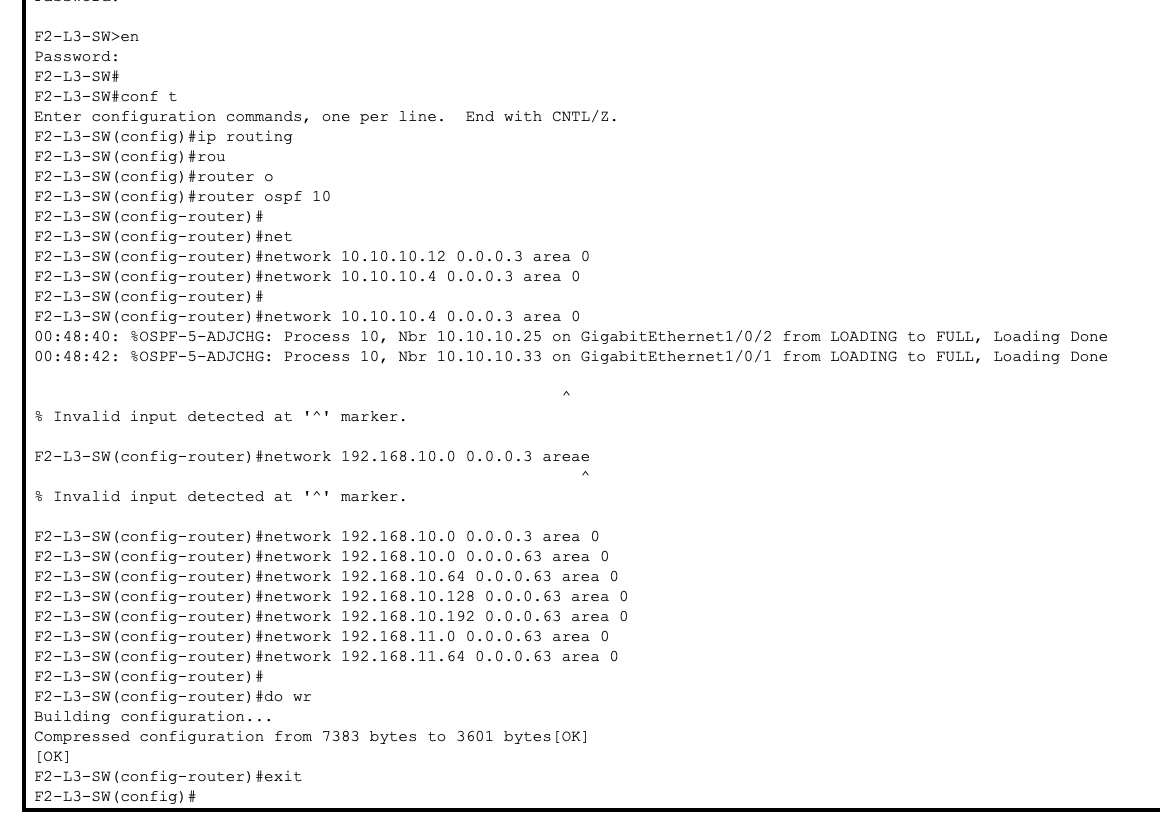 F2-L3-SW>en
Password:
F2-L3-SW#
F2-L3-SW#conf t
Enter configuration commands, one per line.  End with CNTL/Z.
F2-L3-SW(config)#ip routing
F2-L3-SW(config)#rou
F2-L3-SW(config)#router o
F2-L3-SW(config)#router ospf 10
F2-L3-SW(config-router)#
F2-L3-SW(config-router)#net
F2-L3-SW(config-router)#network 10.10.10.12 0.0.0.3 area 0
F2-L3-SW(config-router)#network 10.10.10.4 0.0.0.3 area 0
F2-L3-SW(config-router)#
F2-L3-SW(config-router)#network 10.10.10.4 0.0.0.3 area 0
00:48:40: %OSPF-5-ADJCHG: Process 10, Nbr 10.10.10.25 on GigabitEthernet1/0/2 from LOADING to FULL, Loading Done
00:48:42: %OSPF-5-ADJCHG: Process 10, Nbr 10.10.10.33 on GigabitEthernet1/0/1 from LOADING to FULL, Loading Done
^
% Invalid input detected at '^' marker.
F2-L3-SW(config-router)#network 192.168.10.0 0.0.0.3 areae
^
% Invalid input detected at '^' marker.
F2-L3-SW(config-router)#network 192.168.10.0 0.0.0.3 area 0
F2-L3-SW(config-router)#network 192.168.10.0 0.0.0.63 area 0
F2-L3-SW(config-router)#network 192.168.10.64 0.0.0.63 area 0
F2-L3-SW(config-router)#network 192.168.10.128 0.0.0.63 area 0
F2-L3-SW(config-router)#network 192.168.10.192 0.0.0.63 area 0
F2-L3-SW(config-router)#network 192.168.11.0 0.0.0.63 area 0
F2-L3-SW(config-router)#network 192.168.11.64 0.0.0.63 area 0
F2-L3-SW(config-router)#
F2-L3-SW(config-router)#do wr
Building configuration...
Compressed configuration from 7383 bytes to 3601 bytes[OK]
[OK]
F2-L3-SW(config-router)#exit
F2-L3-SW(config)#